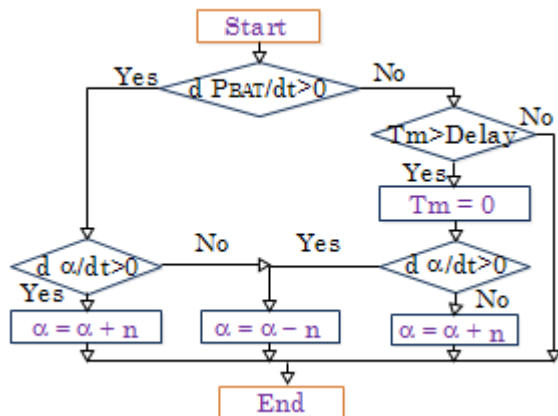 Start
Yes
d PBAT/dt>0
No
Tm>Delay
No
Yes
Tm = 0
d α/dt>0
No
Yes
d α/dt>0
Yes
No
α = α + n
α = α – n
α = α + n
End